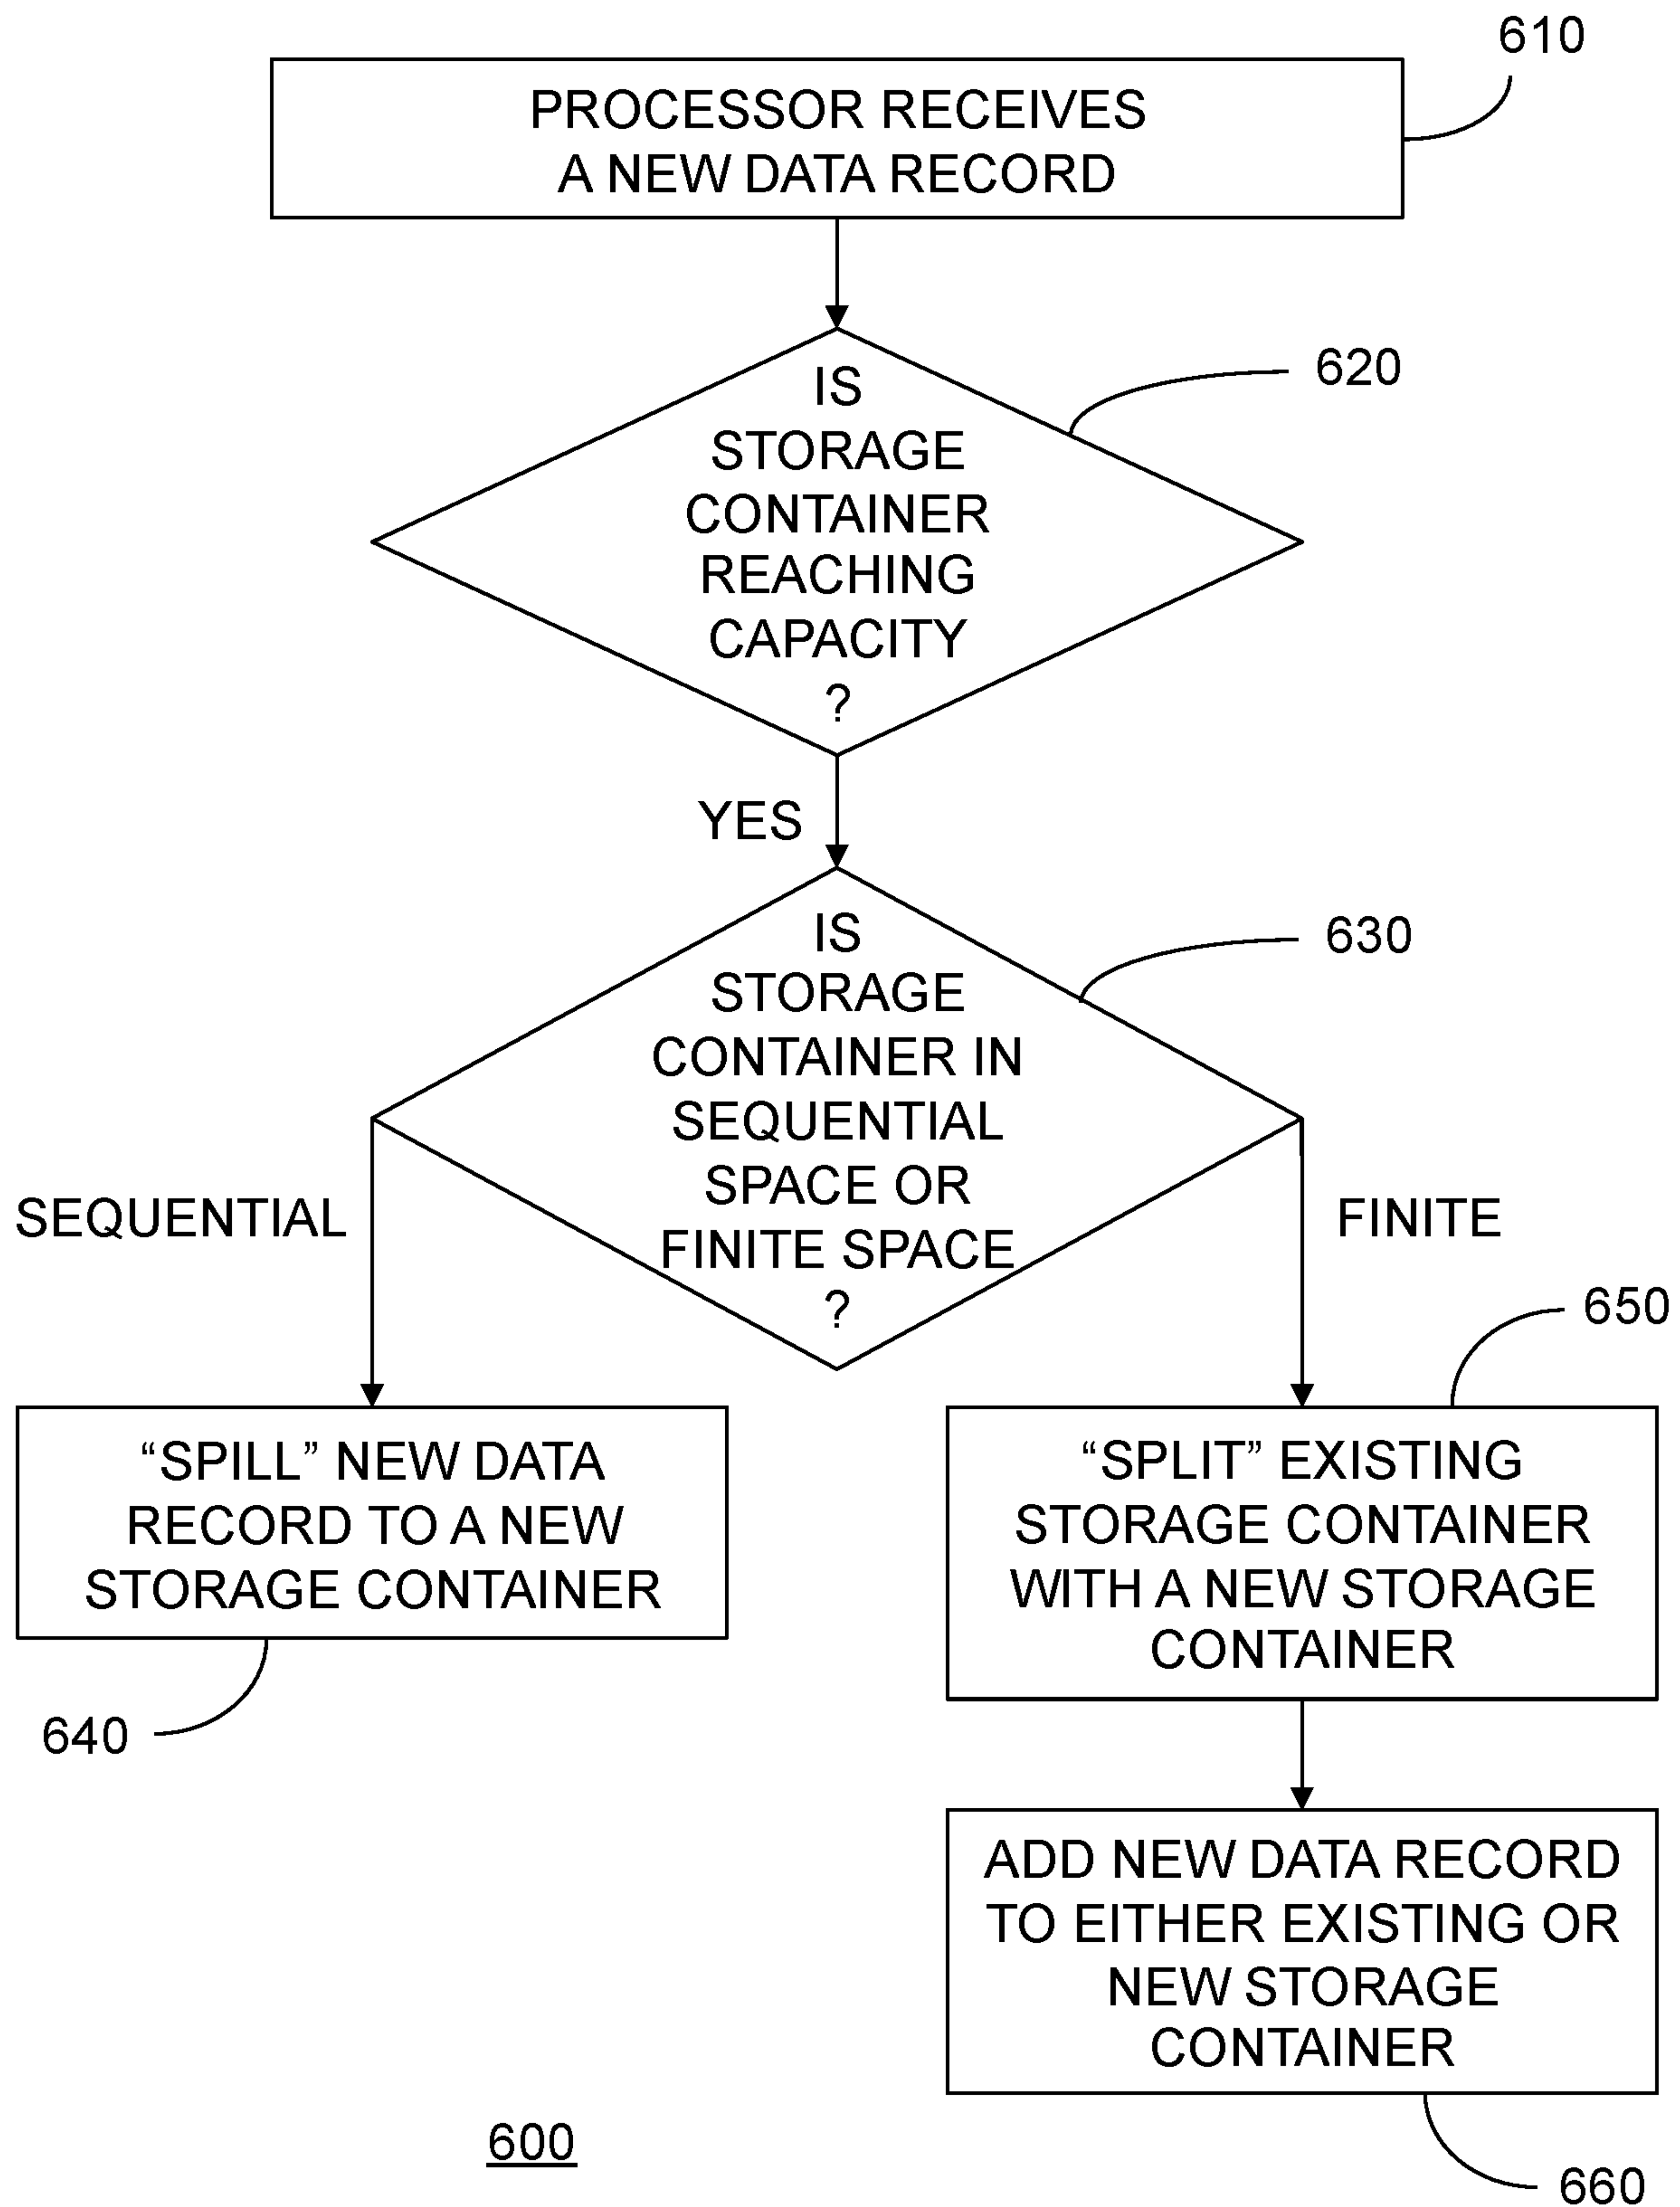 610
PROCESSOR RECEIVES
A NEW DATA RECORD
620
IS
STORAGE
CONTAINER
REACHING
CAPACITY
?
YES
630
IS
STORAGE
CONTAINER IN
SEQUENTIAL
SPACE OR
FINITE SPACE
?
SEQUENTIAL
FINITE
650
“SPILL” NEW DATA
RECORD TO A NEW
STORAGE CONTAINER
640
“SPLIT” EXISTING
STORAGE CONTAINER
WITH A NEW STORAGE
CONTAINER
ADD NEW DATA RECORD
TO EITHER EXISTING OR
NEW STORAGE
CONTAINER
600
660